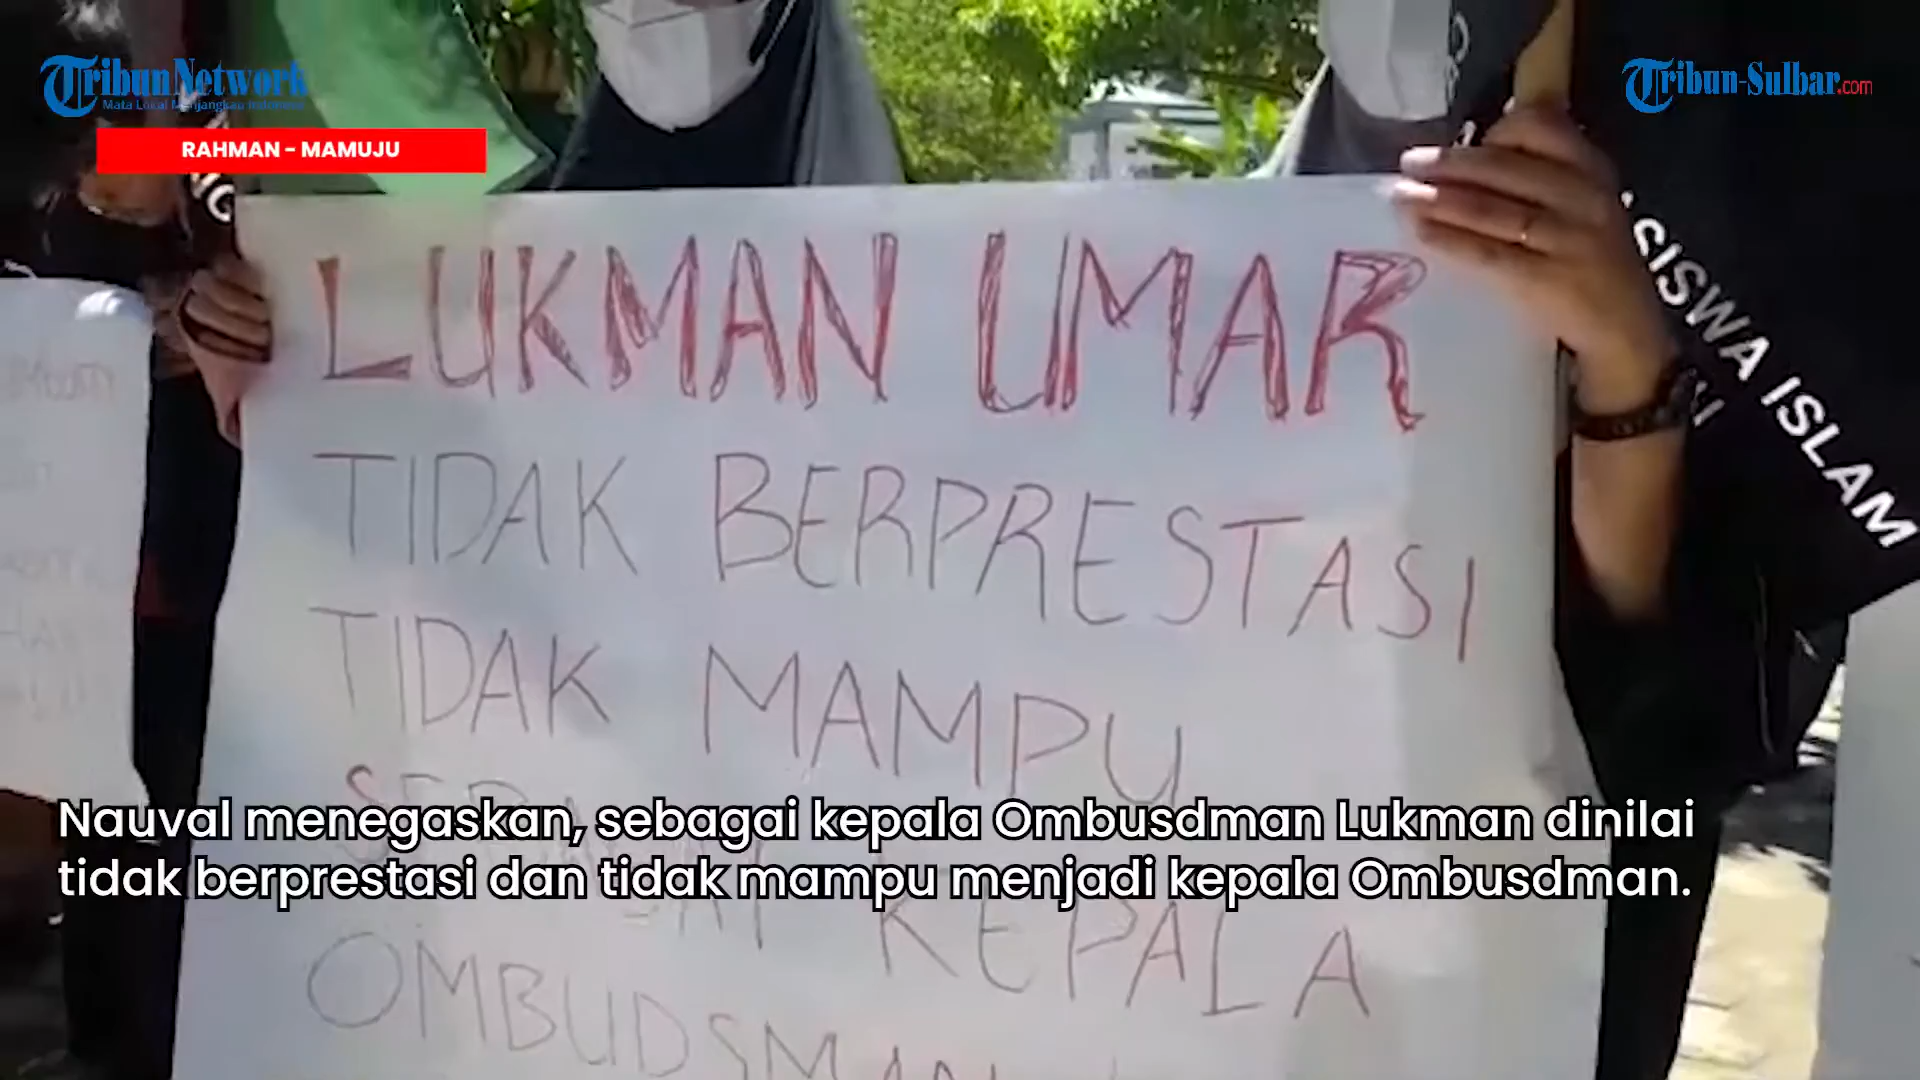 TribunNetwork
Mata Lokal Menjangkau Indonesia
Tribun-Sulbar.com
RAHMAN - MAMUJU
LUKMAN UMAR
TIDAK BERPRESTASI
TIDAK MAMPU
SEBAGAI KEPALA
OMBUDSMAN
SISWA ISLAM
Nauval menegaskan, sebagai kepala Ombusdman Lukman dinilai
tidak berprestasi dan tidak mampu menjadi kepala Ombusdman.